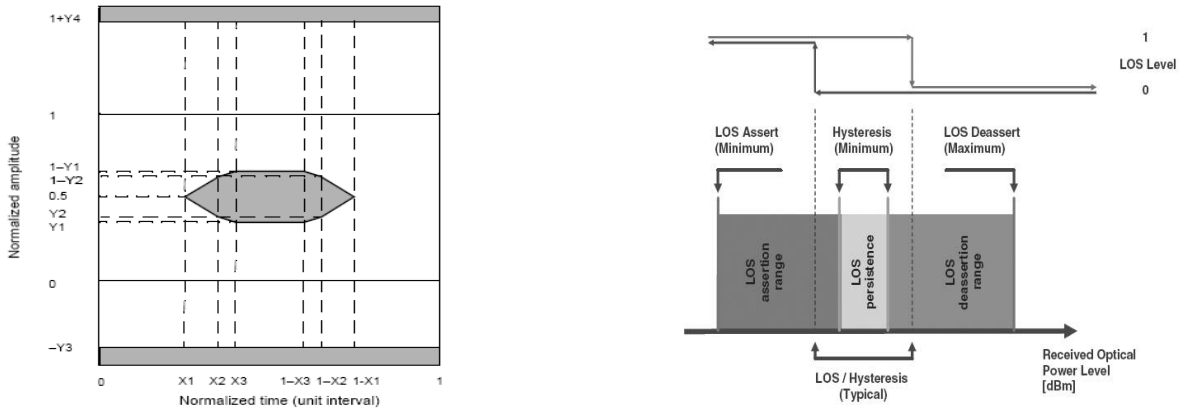 1+Y4
1
1–Y1
1–Y2
0.5
Y2
Y1
0
–Y3
Normalized amplitude
0
X1
X2
X3
1–X3
1–X2
1-X1
1
Normalized time (unit interval)
1
LOS Level
0
LOS Assert
(Minimum)
Hysteresis
(Minimum)
LOS Deassert
(Maximum)
LOS
assertion
range
LOS
persistence
LOS
deassertion
range
Received Optical
Power Level
[dBm]
LOS / Hysteresis
(Typical)